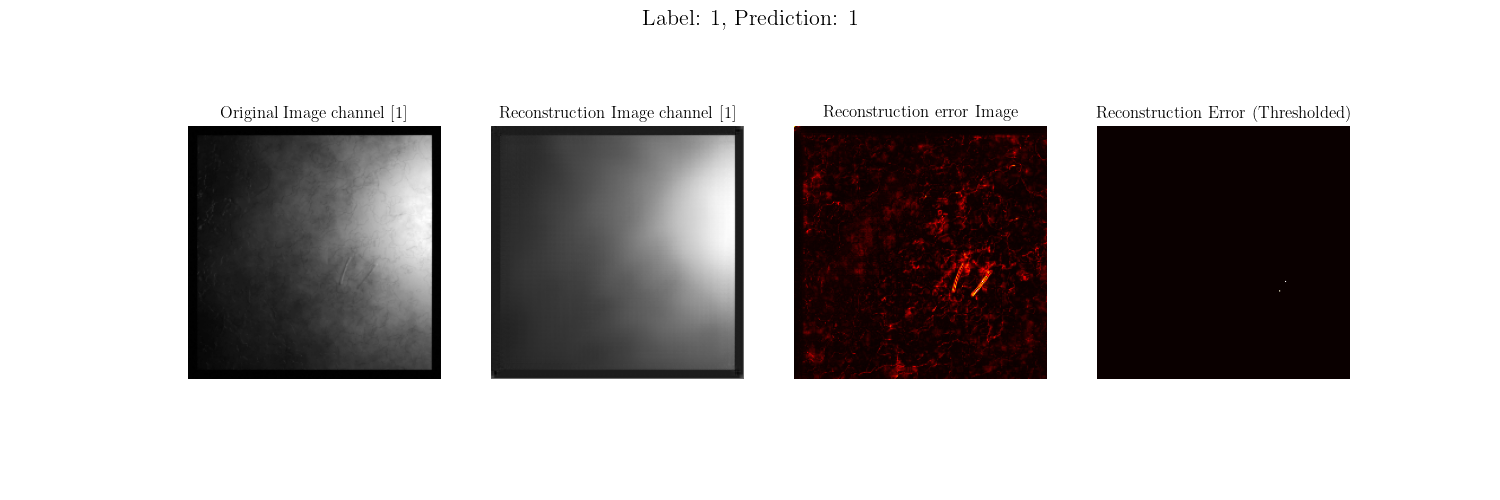 Label: 1, Prediction: 1
Original Image channel [1]
Reconstruction Image channel [1]
Reconstruction error Image
Reconstruction Error (Thresholded)